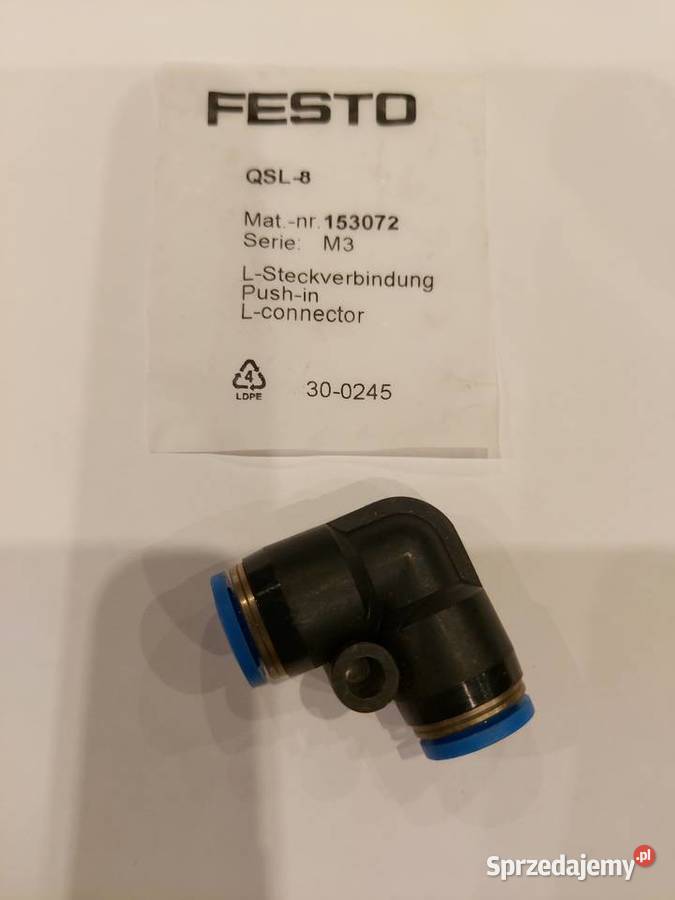 FESTO
QSL-8
Mat.-nr. 153072
Serie: M3
L-Steckverbindung
Push-in
L-connector
4
LDPE
30-0245
Sprzedajemy.pl